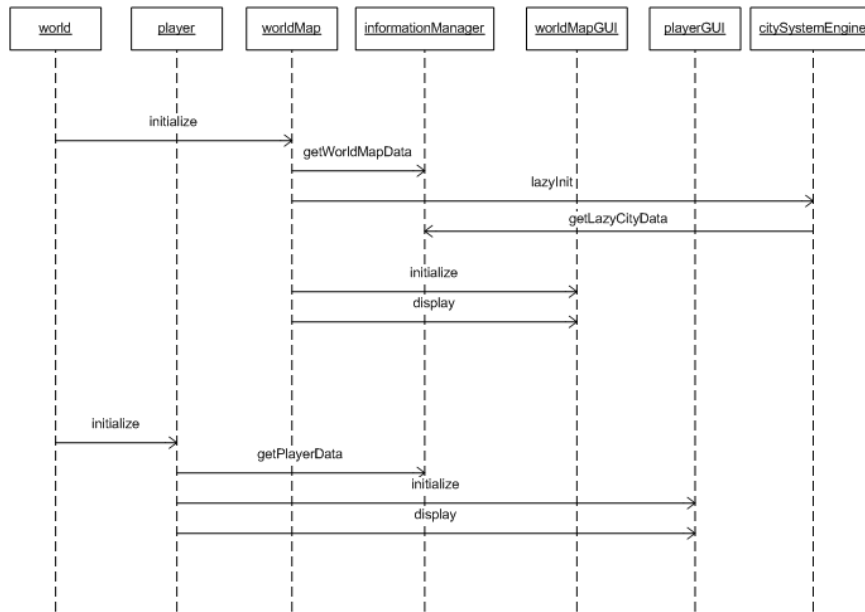 world
player
worldMap
informationManager
worldMapGUI
playerGUI
citySystemEngine
initialize
getWorldMapData
lazyInit
getLazyCityData
initialize
display
initialize
getPlayerData
initialize
display